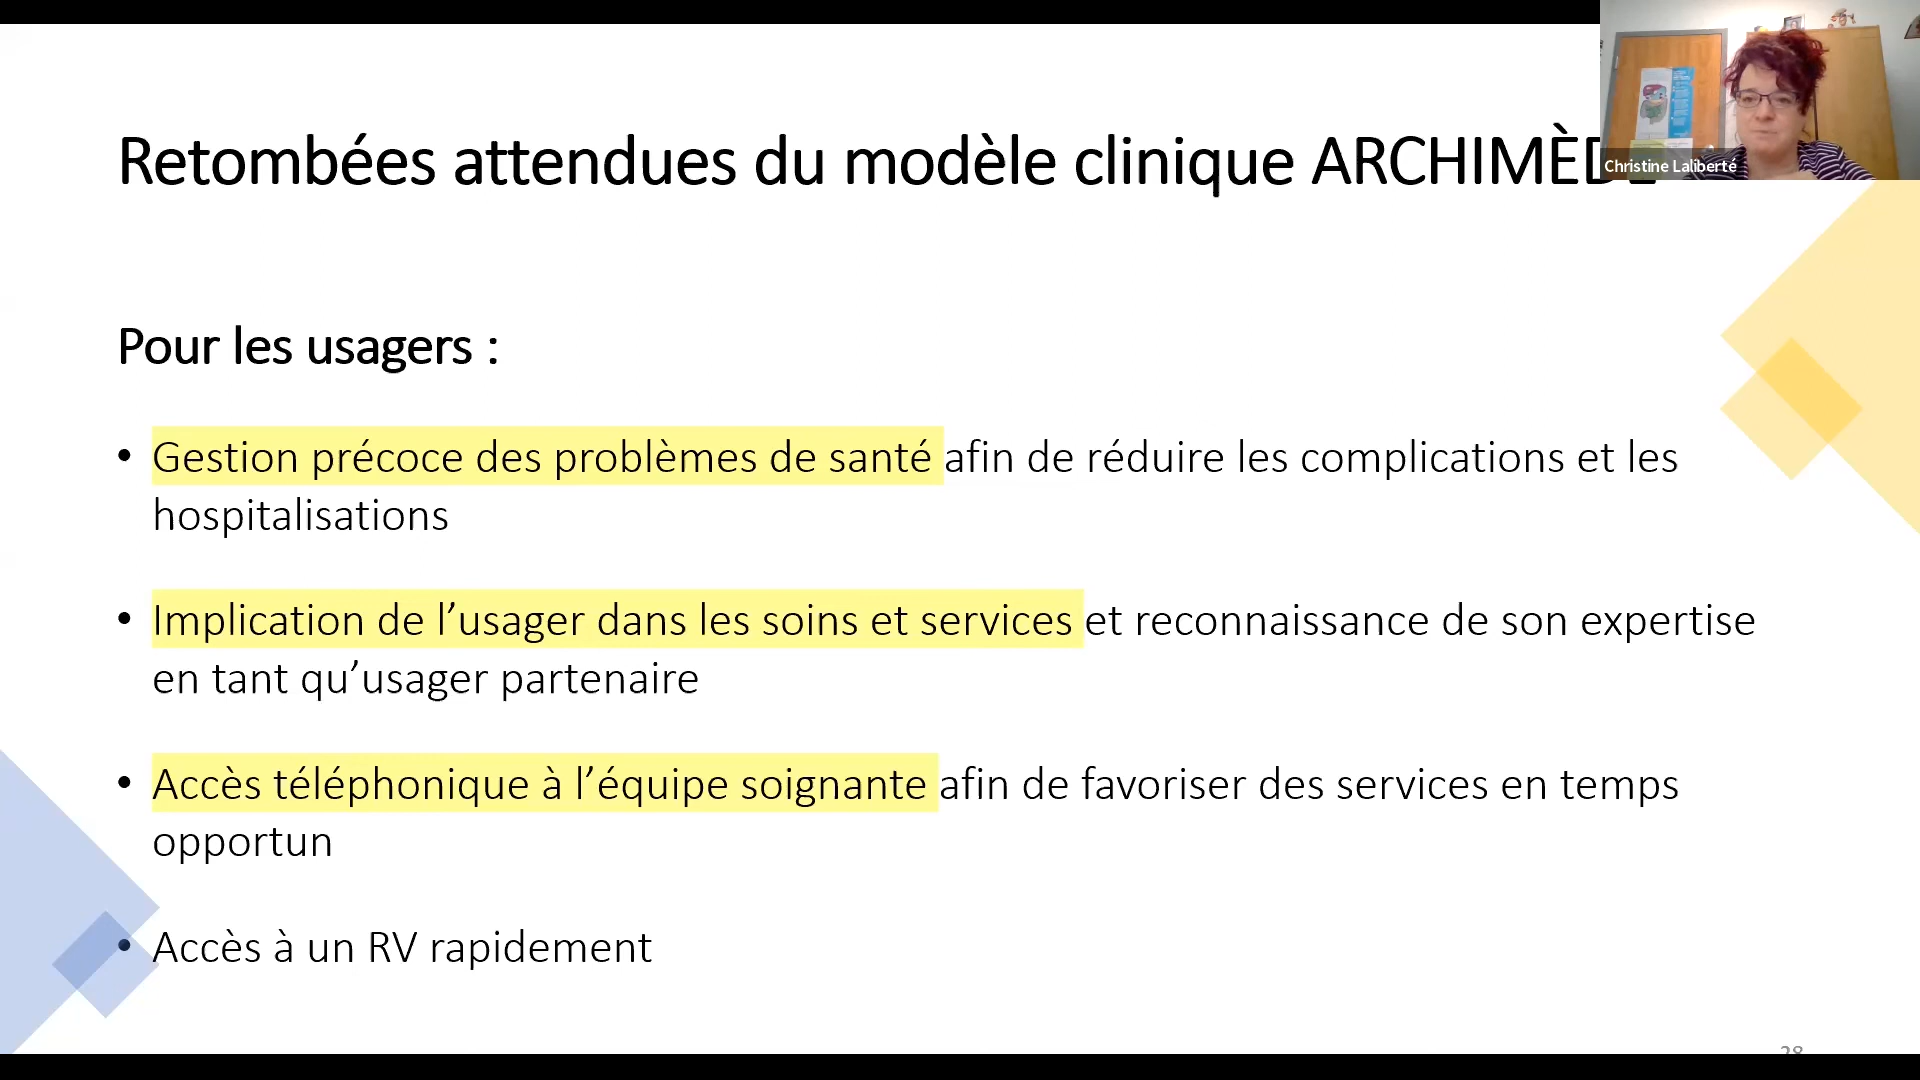 Retombées attendues du modèle clinique ARCHIMÈDE
Christine Laliberté
Pour les usagers :
• Gestion précoce des problèmes de santé afin de réduire les complications et les
hospitalisations
• Implication de l’usager dans les soins et services et reconnaissance de son expertise
en tant qu’usager partenaire
• Accès téléphonique à l’équipe soignante afin de favoriser des services en temps
opportun
• Accès à un RV rapidement
28